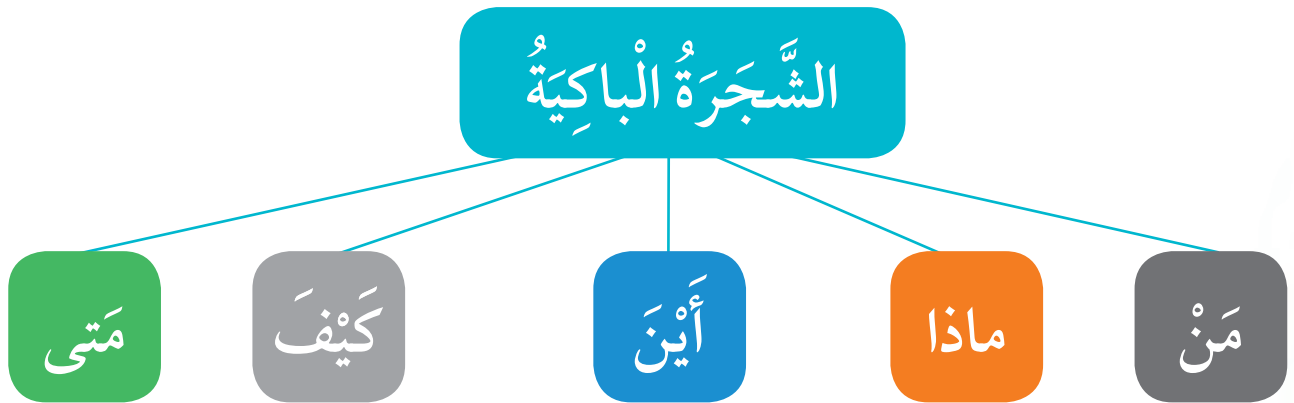 الشَّجَرَةُ الْباكِيَةُ
مَنْ
ماذا
أَيْنَ
كَيْفَ
مَتى